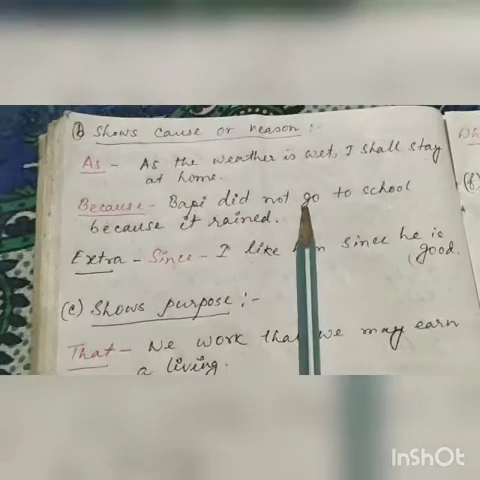 (b) Shows cause or reason :-
As - As the weather is wet, I shall stay
at home.
Because - Bapi did not go to school
because it rained.
Extra - Since - I like him since he is
good.
(c) Shows purpose :-
That - We work that we may earn
a living.
(f)
InShOt